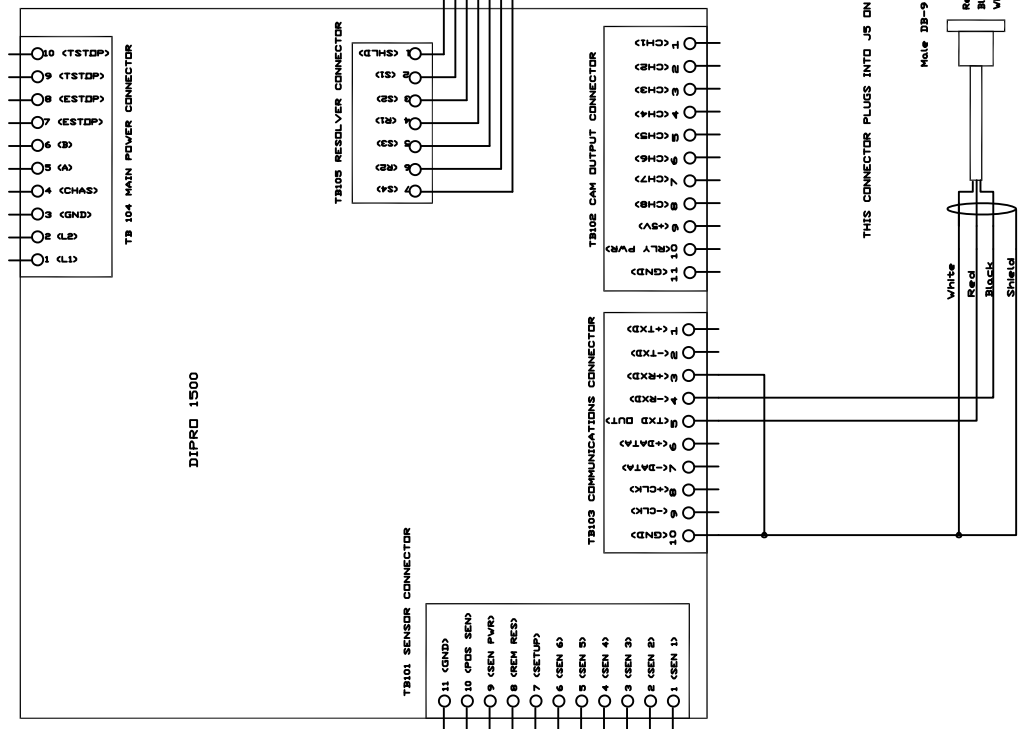 10 (TSTOP)
9 (TSTOP)
8 (ESTOP)
7 (ESTOP)
6 (B)
5 (A)
4 (CHAS)
3 (GND)
2 (L2)
1 (L1)
TB 104 MAIN POWER CONNECTOR
TB105 RESOLVER CONNECTOR
1 (SHLD)
2 (S1)
3 (S2)
4 (R1)
5 (S3)
6 (R2)
7 (S4)
TB102 CAM OUTPUT CONNECTOR
1 (CH1)
2 (CH2)
3 (CH3)
4 (CH4)
5 (CH5)
6 (CH6)
7 (CH7)
8 (CH8)
9 (+5V)
10 (RLY PWR)
11 (GND)
TB103 COMMUNICATIONS CONNECTOR
1 (+TXD)
2 (-TXD)
3 (+RXD)
4 (-RXD)
5 (TXD OUT)
6 (+DATA)
7 (-DATA)
8 (+CLK)
9 (-CLK)
10 (GND)
DIPRO 1500
TB101 SENSOR CONNECTOR
11 (GND)
10 (POS SEN)
9 (SEN PWR)
8 (REM RES)
7 (SETUP)
6 (SEN 6)
5 (SEN 5)
4 (SEN 4)
3 (SEN 3)
2 (SEN 2)
1 (SEN 1)
THIS CONNECTOR PLUGS INTO J5 ON
Male DB-9
White
Red
Black
Shield